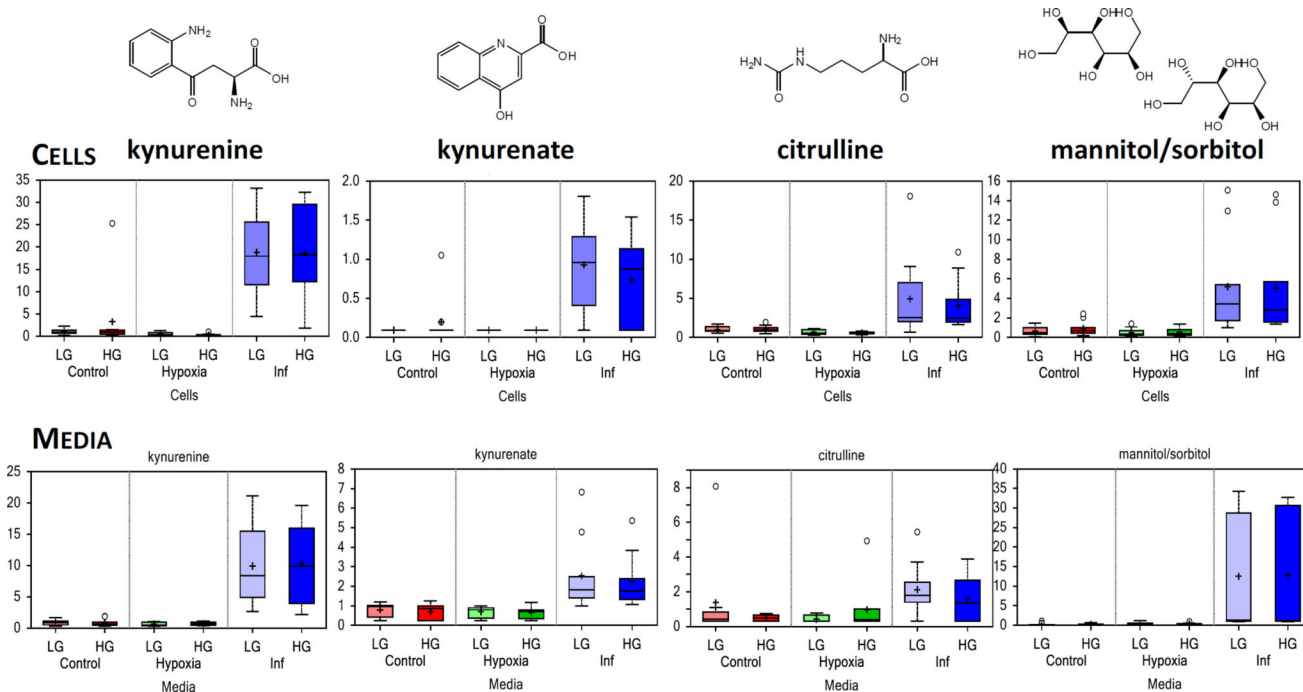 NH₂ O OH O NH₂
N O OH OH
H₂N H N O NH₂ O OH
HO OH HO HO HO OH OH
OH HO OH HO HO OH OH
CELLS kynurenine kynurenate citrulline mannitol/sorbitol
35 30 25 20 15 10 5 0
LG HG LG HG LG HG
Control Hypoxia Inf
Cells
2.0 1.5 1.0 0.5 0.0
LG HG LG HG LG HG
Control Hypoxia Inf
Cells
20 15 10 5 0
LG HG LG HG LG HG
Control Hypoxia Inf
Cells
16 14 12 10 8 6 4 2 0
LG HG LG HG LG HG
Control Hypoxia Inf
Cells
MEDIA
kynurenine
25 20 15 10 5 0
LG HG LG HG LG HG
Control Hypoxia Inf
Media
kynurenate
8 7 6 5 4 3 2 1 0
LG HG LG HG LG HG
Control Hypoxia Inf
Media
citrulline
8 6 4 2 0
LG HG LG HG LG HG
Control Hypoxia Inf
Media
mannitol/sorbitol
40 35 30 25 20 15 10 5 0
LG HG LG HG LG HG
Control Hypoxia Inf
Media